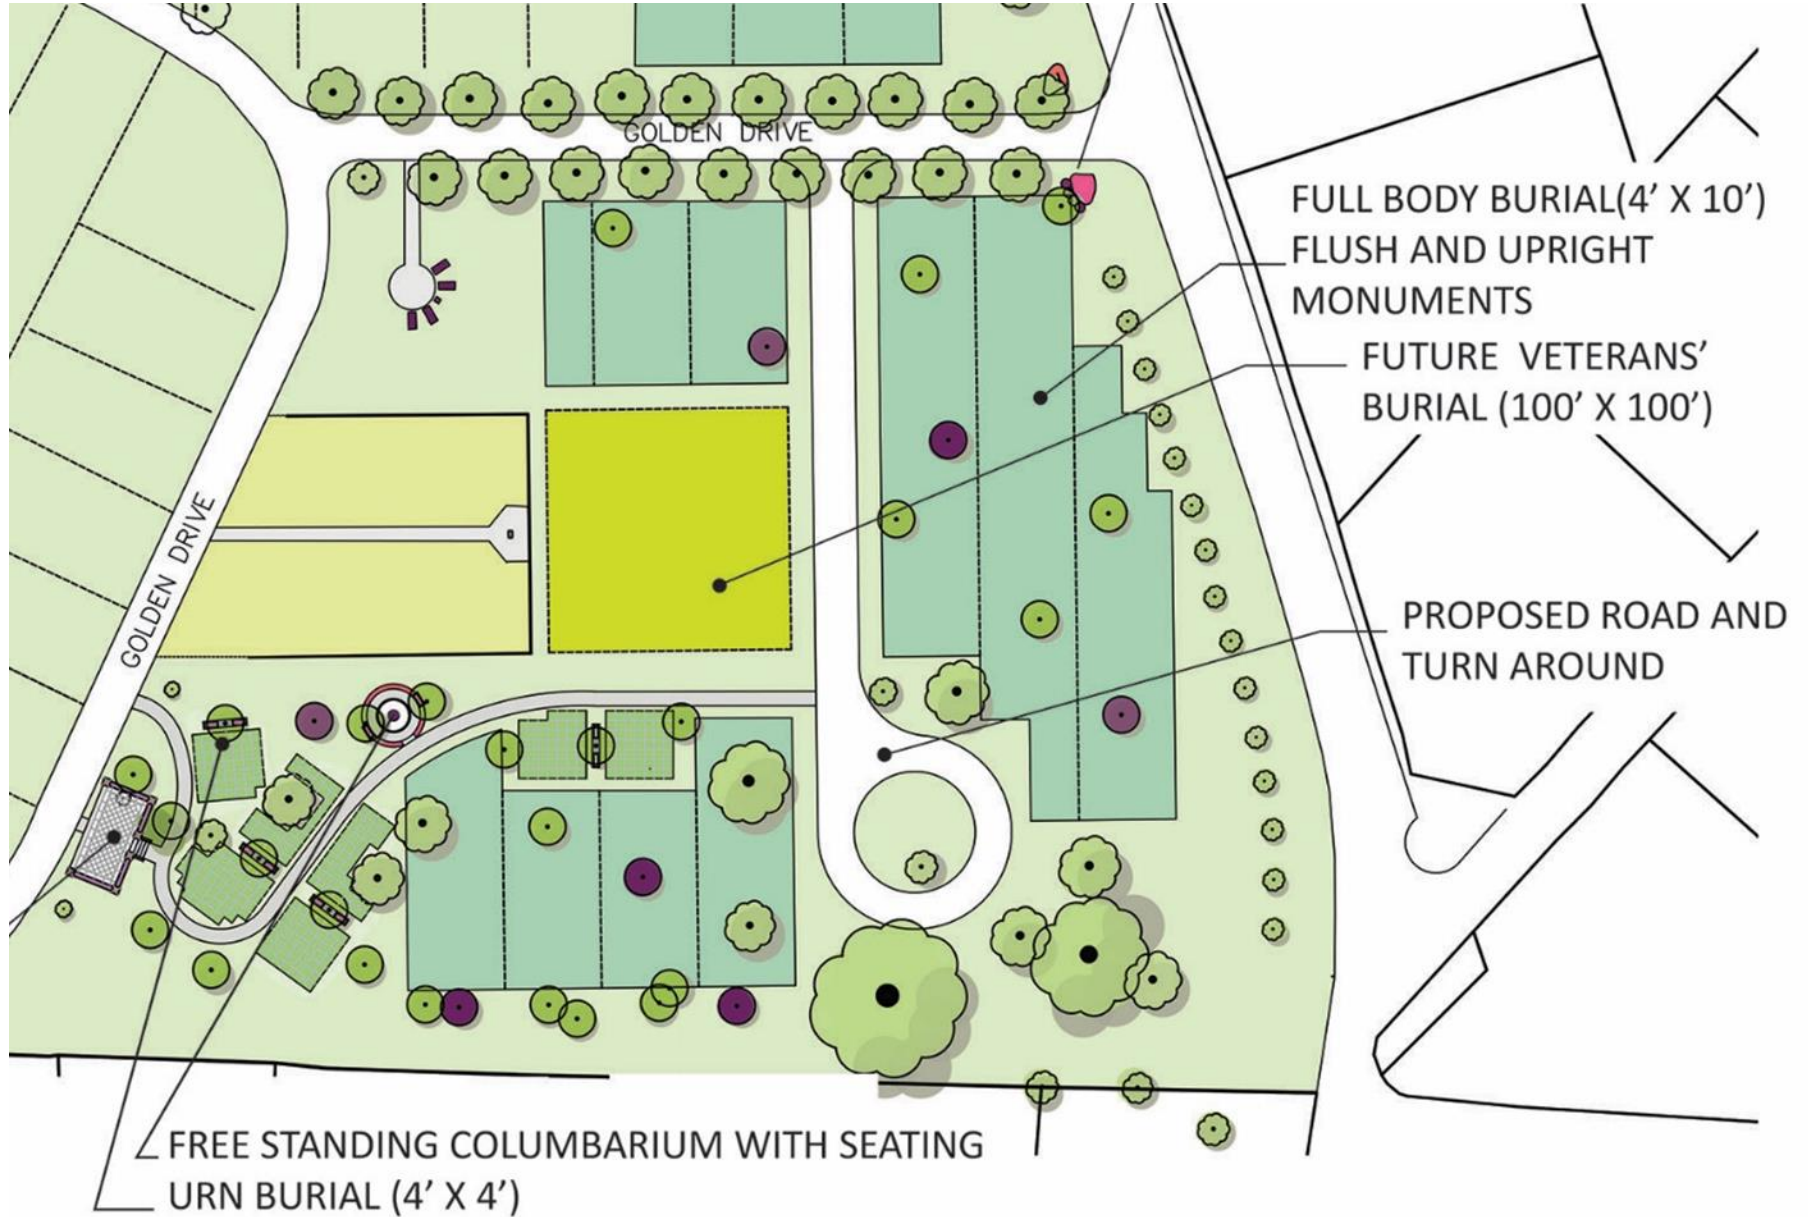 GOLDEN DRIVE
FULL BODY BURIAL(4’ X 10’)
FLUSH AND UPRIGHT
MONUMENTS
FUTURE VETERANS’
BURIAL (100’ X 100’)
GOLDEN DRIVE
PROPOSED ROAD AND
TURN AROUND
FREE STANDING COLUMBARIUM WITH SEATING
URN BURIAL (4’ X 4’)